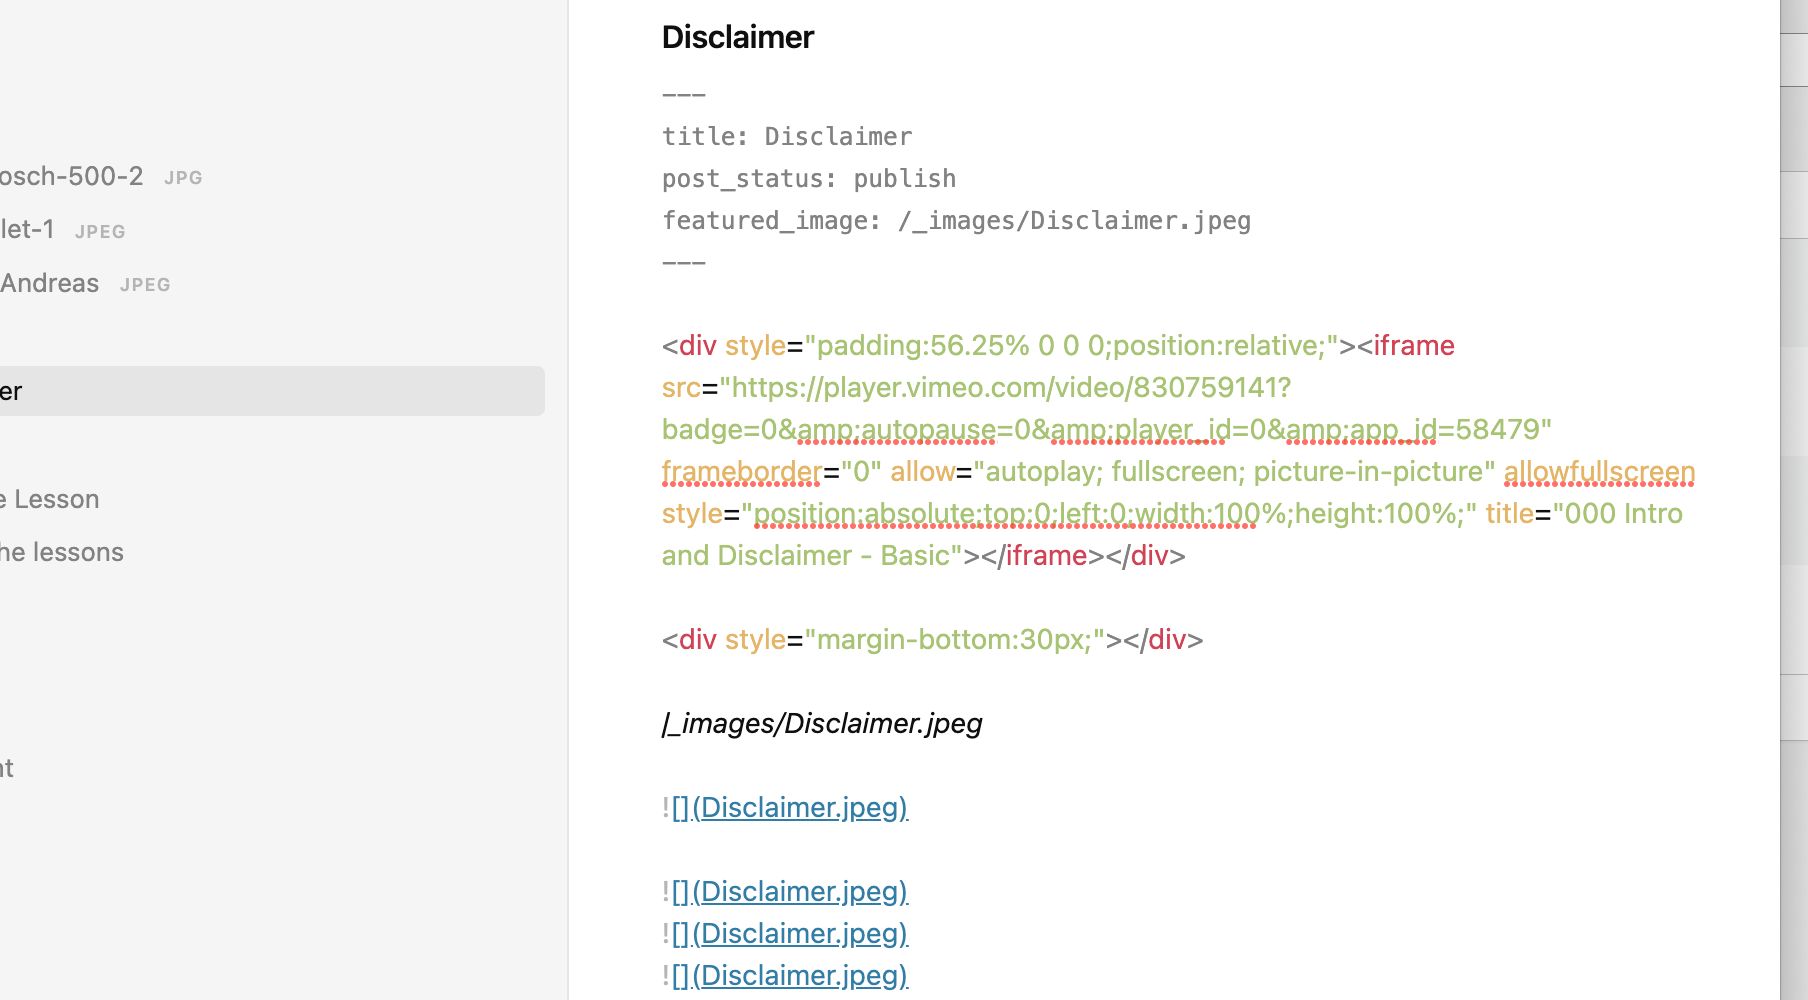 osch-500-2 JPG
let-1 JPEG
Andreas JPEG
er
e Lesson
he lessons
nt
Disclaimer
---
title: Disclaimer
post_status: publish
featured_image: /_images/Disclaimer.jpeg
---
<div style="padding:56.25% 0 0 0;position:relative;"><iframe
src="https://player.vimeo.com/video/830759141?
badge=0&amp;autopause=0&amp;player_id=0&amp;app_id=58479"
frameborder="0" allow="autoplay; fullscreen; picture-in-picture" allowfullscreen
style="position:absolute;top:0;left:0;width:100%;height:100%;" title="000 Intro
and Disclaimer - Basic"></iframe></div>
<div style="margin-bottom:30px;"></div>
/_images/Disclaimer.jpeg
![](Disclaimer.jpeg)
![](Disclaimer.jpeg)
![](Disclaimer.jpeg)
![](Disclaimer.jpeg)